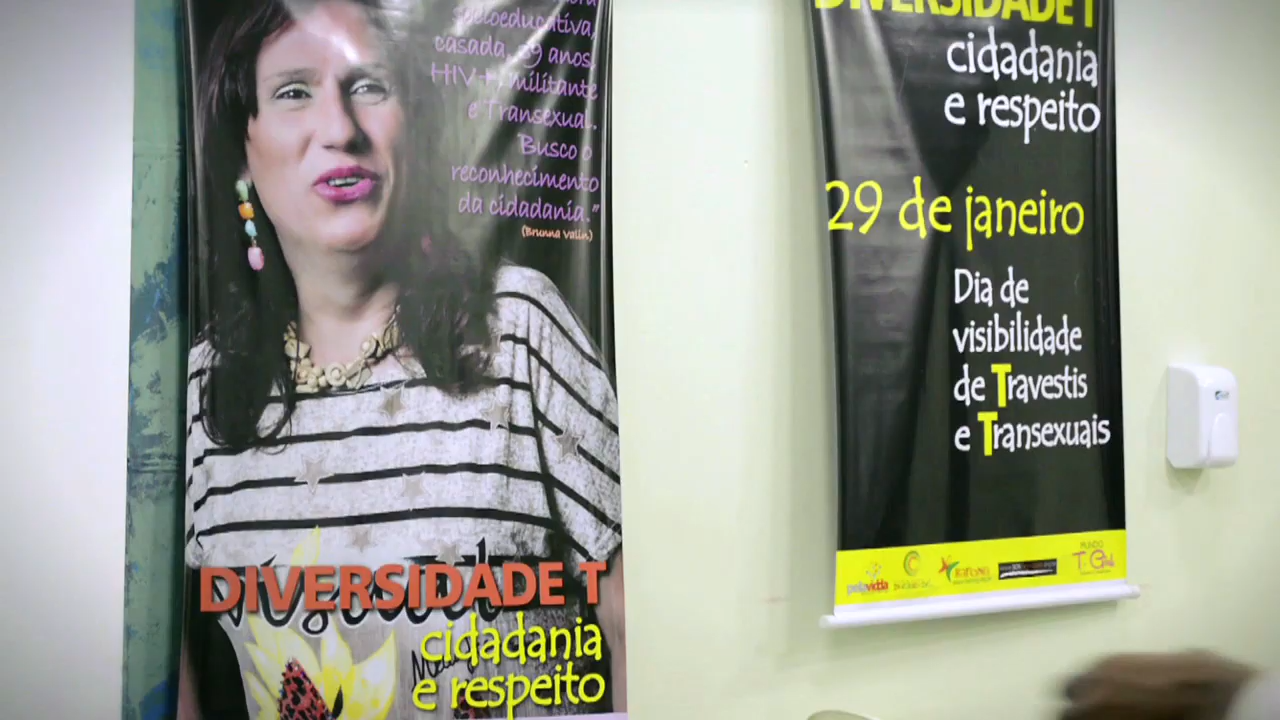 socioeducativa,
casada, 39 anos,
HIV+, militante
e Transexual.
Busco o
reconhecimento
da cidadania."
(Brunna Valin)
DIVERSIDADE T
cidadania
e respeito
DIVERSIDADE T
cidadania
e respeito
29 de janeiro
Dia de
visibilidade
de Travestis
e Transexuais
pelavidda